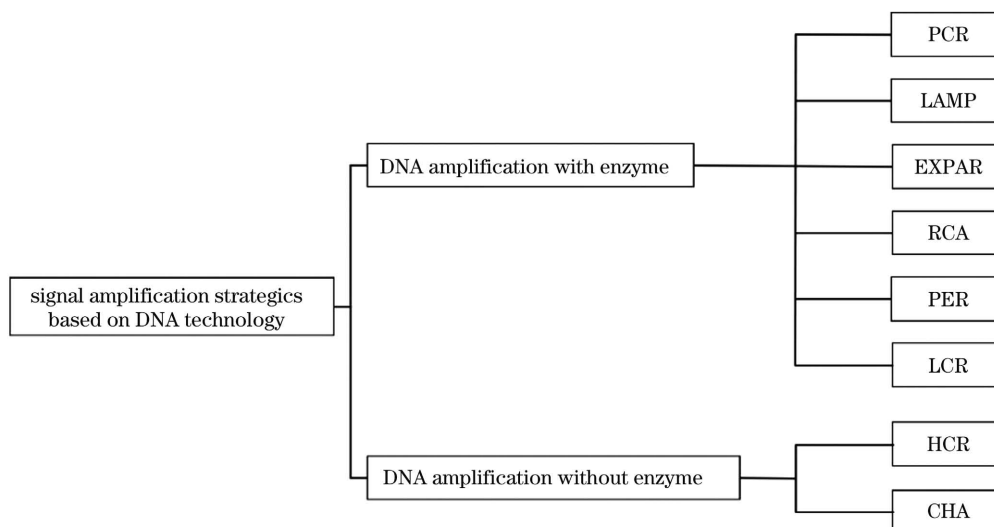 PCR
LAMP
DNA amplification with enzyme
EXPAR
RCA
signal amplification strategics
based on DNA technology
PER
LCR
HCR
DNA amplification without enzyme
CHA